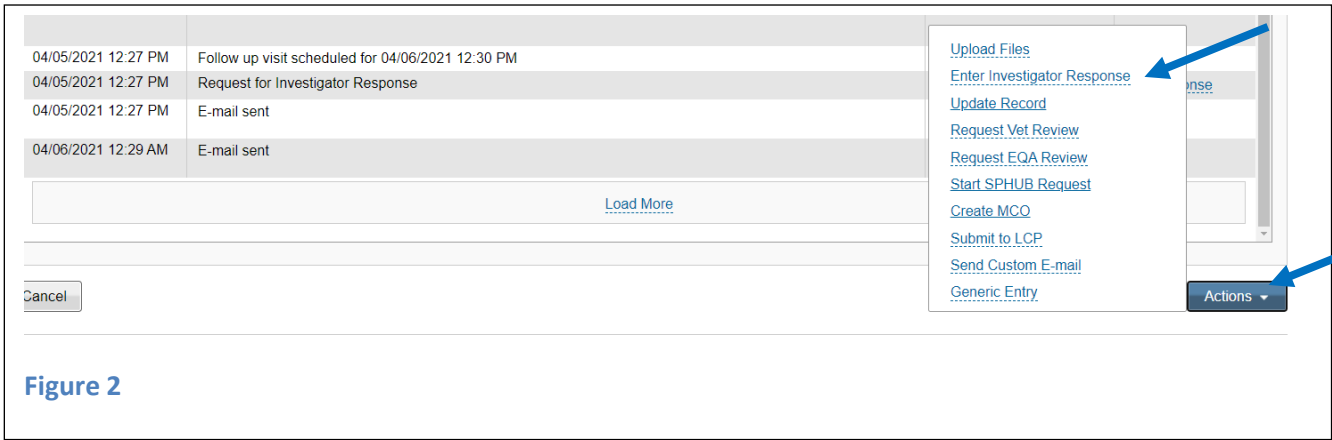 04/05/2021 12:27 PM Follow up visit scheduled for 04/06/2021 12:30 PM
04/05/2021 12:27 PM Request for Investigator Response
04/05/2021 12:27 PM E-mail sent
04/06/2021 12:29 AM E-mail sent
Load More
Upload Files
Enter Investigator Response
Update Record
Request Vet Review
Request EQA Review
Start SPHUB Request
Create MCO
Submit to LCP
Send Custom E-mail
Generic Entry
Cancel
Actions
Figure 2